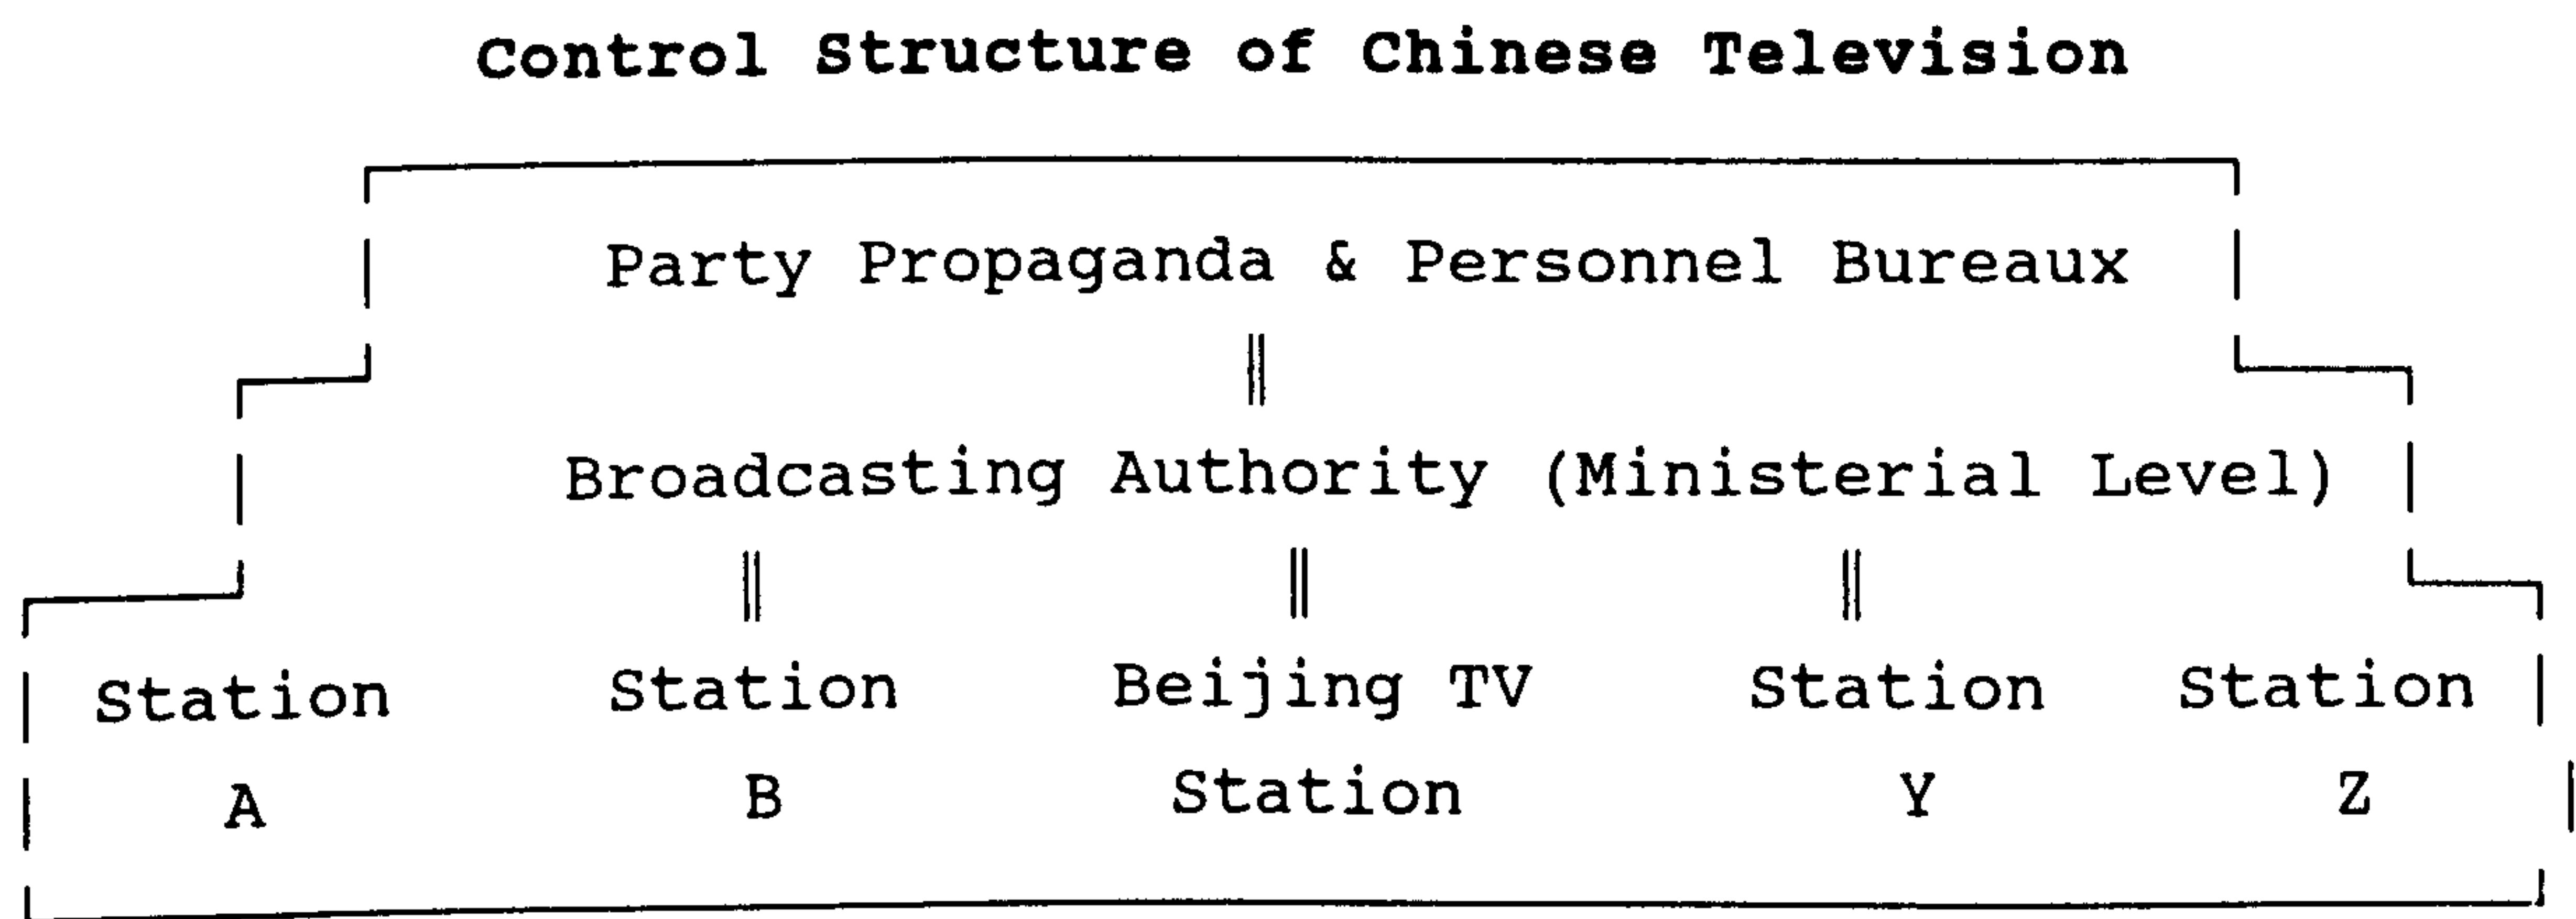 Control Structure of Chinese Television
Party Propaganda & Personnel Bureaux
Broadcasting Authority (Ministerial Level)
Station Station Beijing TV Station Station
A B Station Y Z